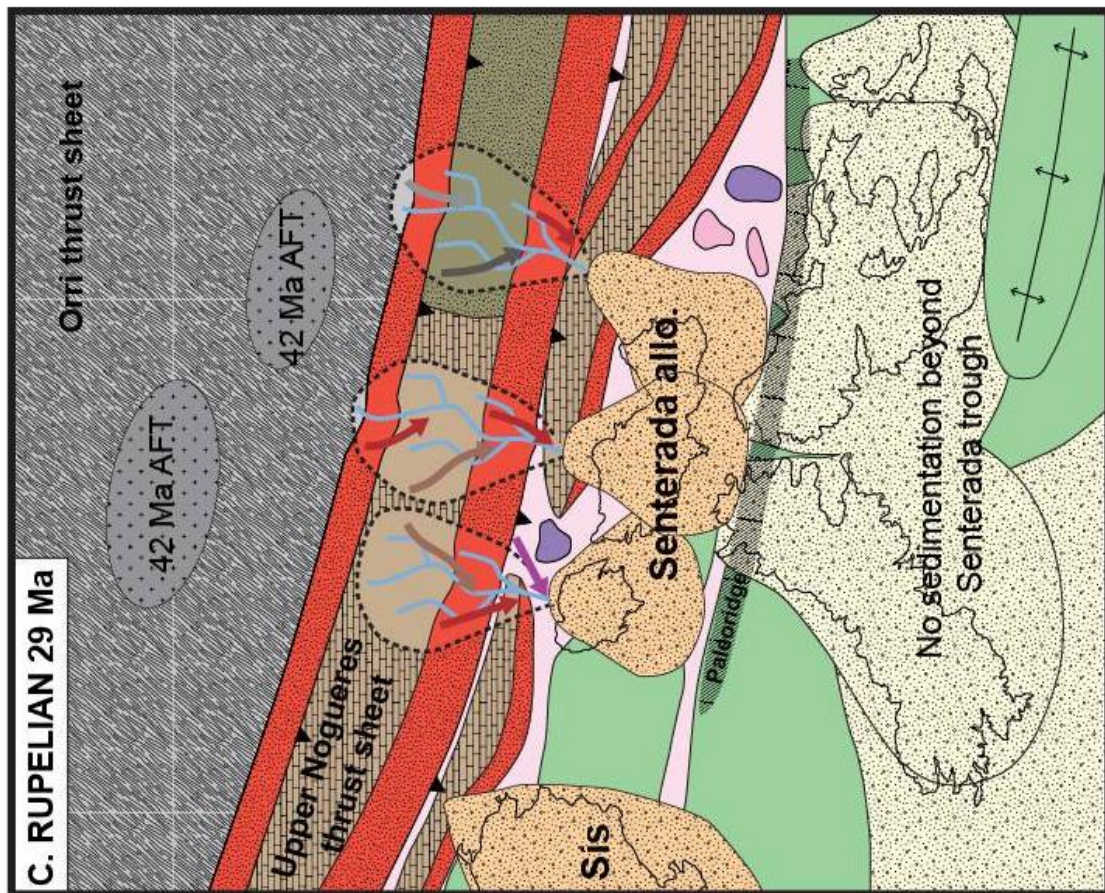 C. RUPELIAN 29 Ma
Orri thrust sheet
42 Ma AFT
42 Ma AFT
Upper Nogueres
thrust sheet
Senterada allo.
Sis
Paldoridge
No sedimentation beyond
Senterada trough